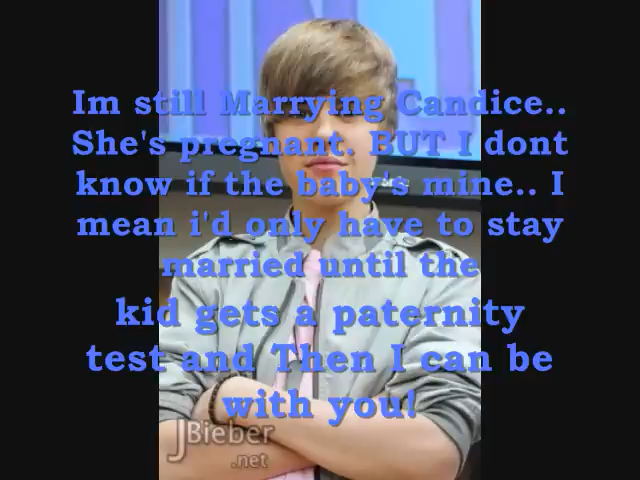 Im still Marrying Candice..
She's pregnant. BUT I dont
know if the baby's mine.. I
mean i'd only have to stay
married until the
kid gets a paternity
test and Then I can be
with you!
JBieber
.net